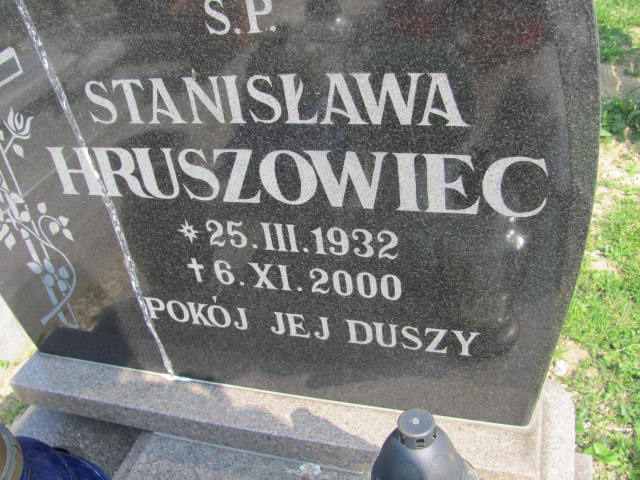 Ś.P.
STANISŁAWA
HRUSZOWIEC
* 25.III.1932
† 6.XI.2000
POKÓJ JEJ DUSZY